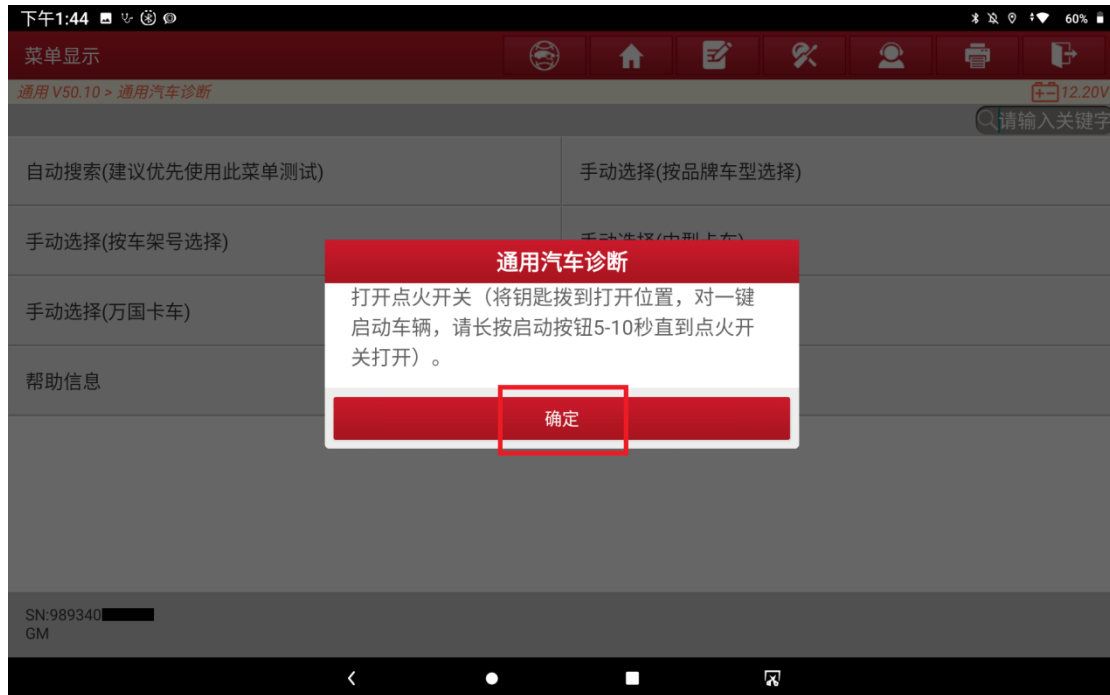 下午1:44
60%
菜单显示
通用 V50.10 > 通用汽车诊断
12.20V
请输入关键字
自动搜索(建议优先使用此菜单测试)
手动选择(按品牌车型选择)
手动选择(按车架号选择)
通用汽车诊断
打开点火开关（将钥匙拨到打开位置，对一键
启动车辆，请长按启动按钮5-10秒直到点火开
关打开）。
手动选择(万国卡车)
帮助信息
确定
SN:989340
GM